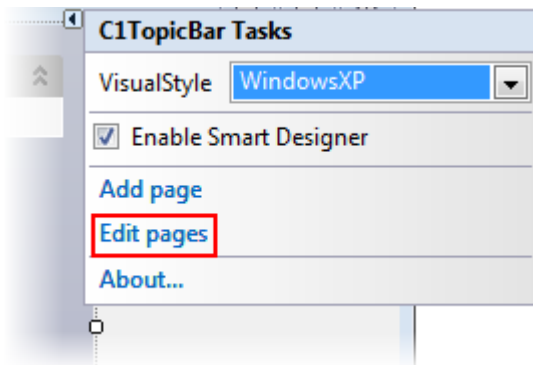 C1TopicBar Tasks
VisualStyle WindowsXP
Enable Smart Designer
Add page
Edit pages
About...